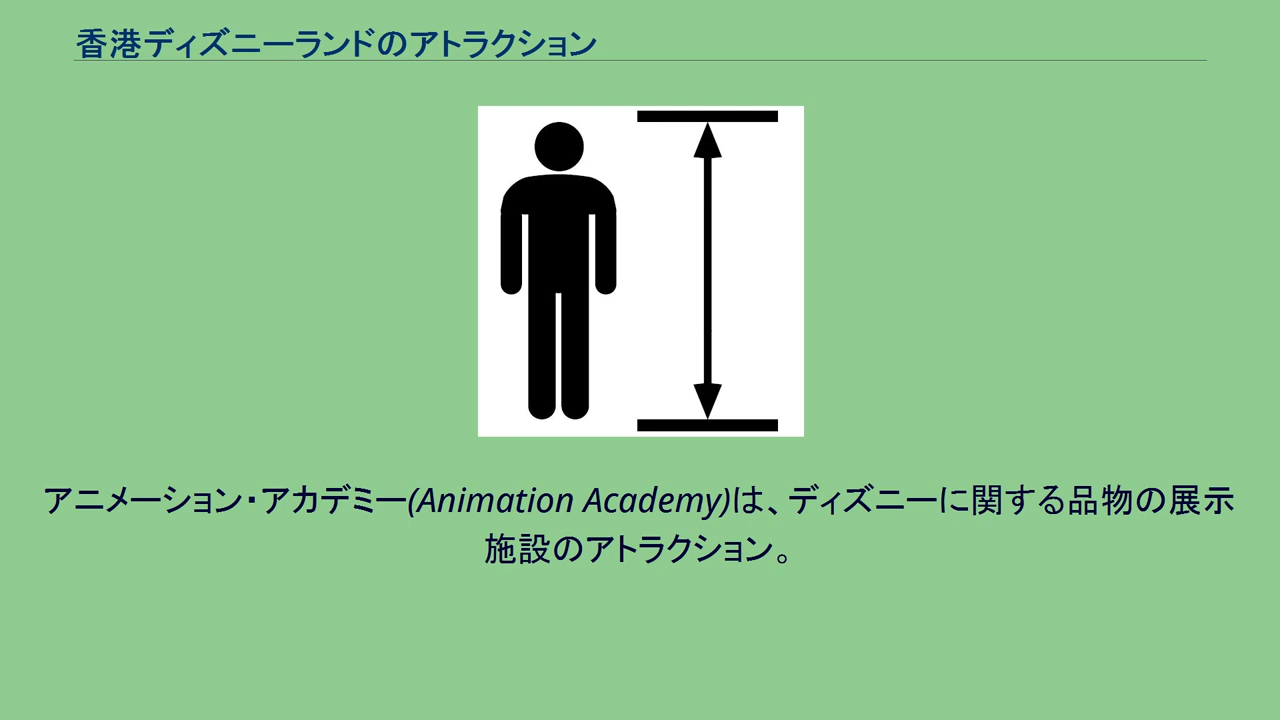 香港ディズニーランドのアトラクション
アニメーション・アカデミー(Animation Academy)は、ディズニーに関する品物の展示
施設のアトラクション。